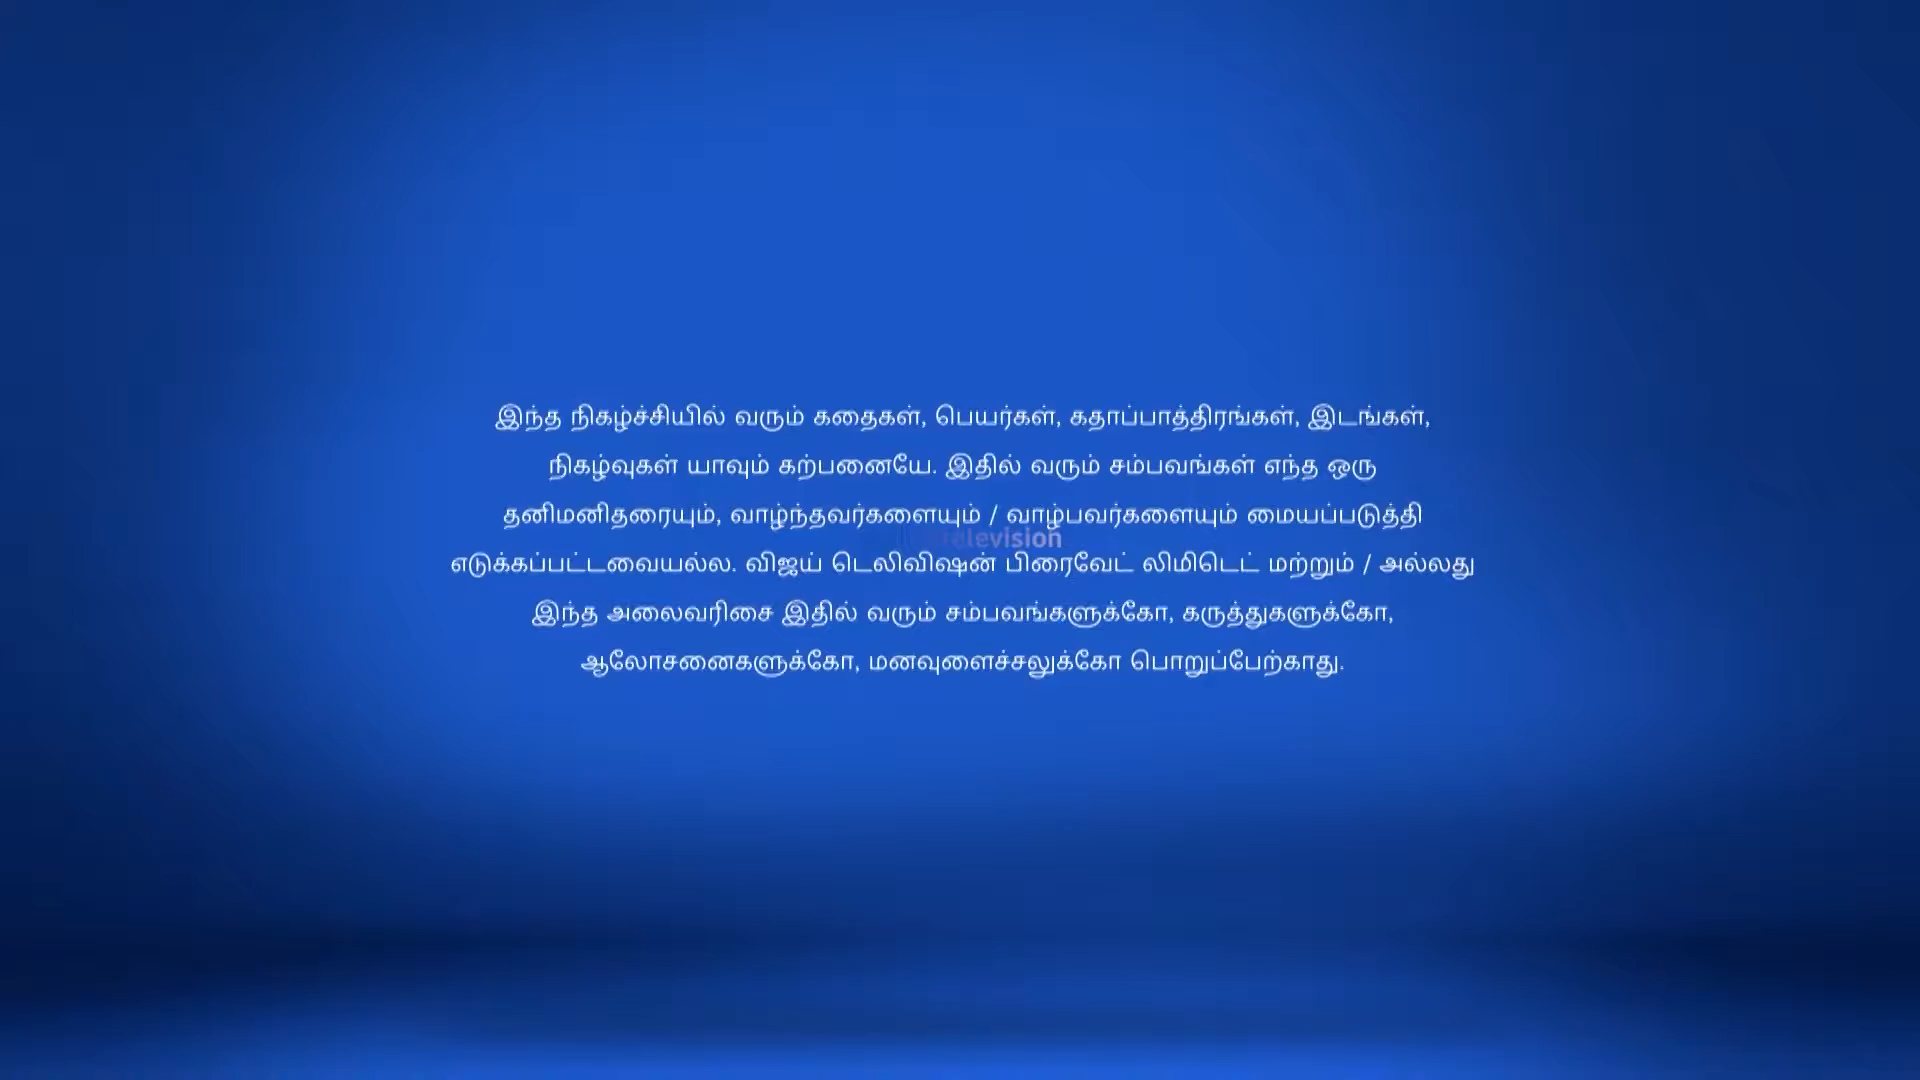 இந்த நிகழ்ச்சியில் வரும் கதைகள், பெயர்கள், கதாப்பாத்திரங்கள், இடங்கள்,
நிகழ்வுகள் யாவும் கற்பனையே. இதில் வரும் சம்பவங்கள் எந்த ஒரு
தனிமனிதரையும், வாழ்ந்தவர்களையும் / வாழ்பவர்களையும் மையப்படுத்தி
எடுக்கப்பட்டவையல்ல. விஜய் டெலிவிஷன் பிரைவேட் லிமிடெட் மற்றும் / அல்லது
இந்த அலைவரிசை இதில் வரும் சம்பவங்களுக்கோ, கருத்துகளுக்கோ,
ஆலோசனைகளுக்கோ, மனவுளைச்சலுக்கோ பொறுப்பேற்காது.